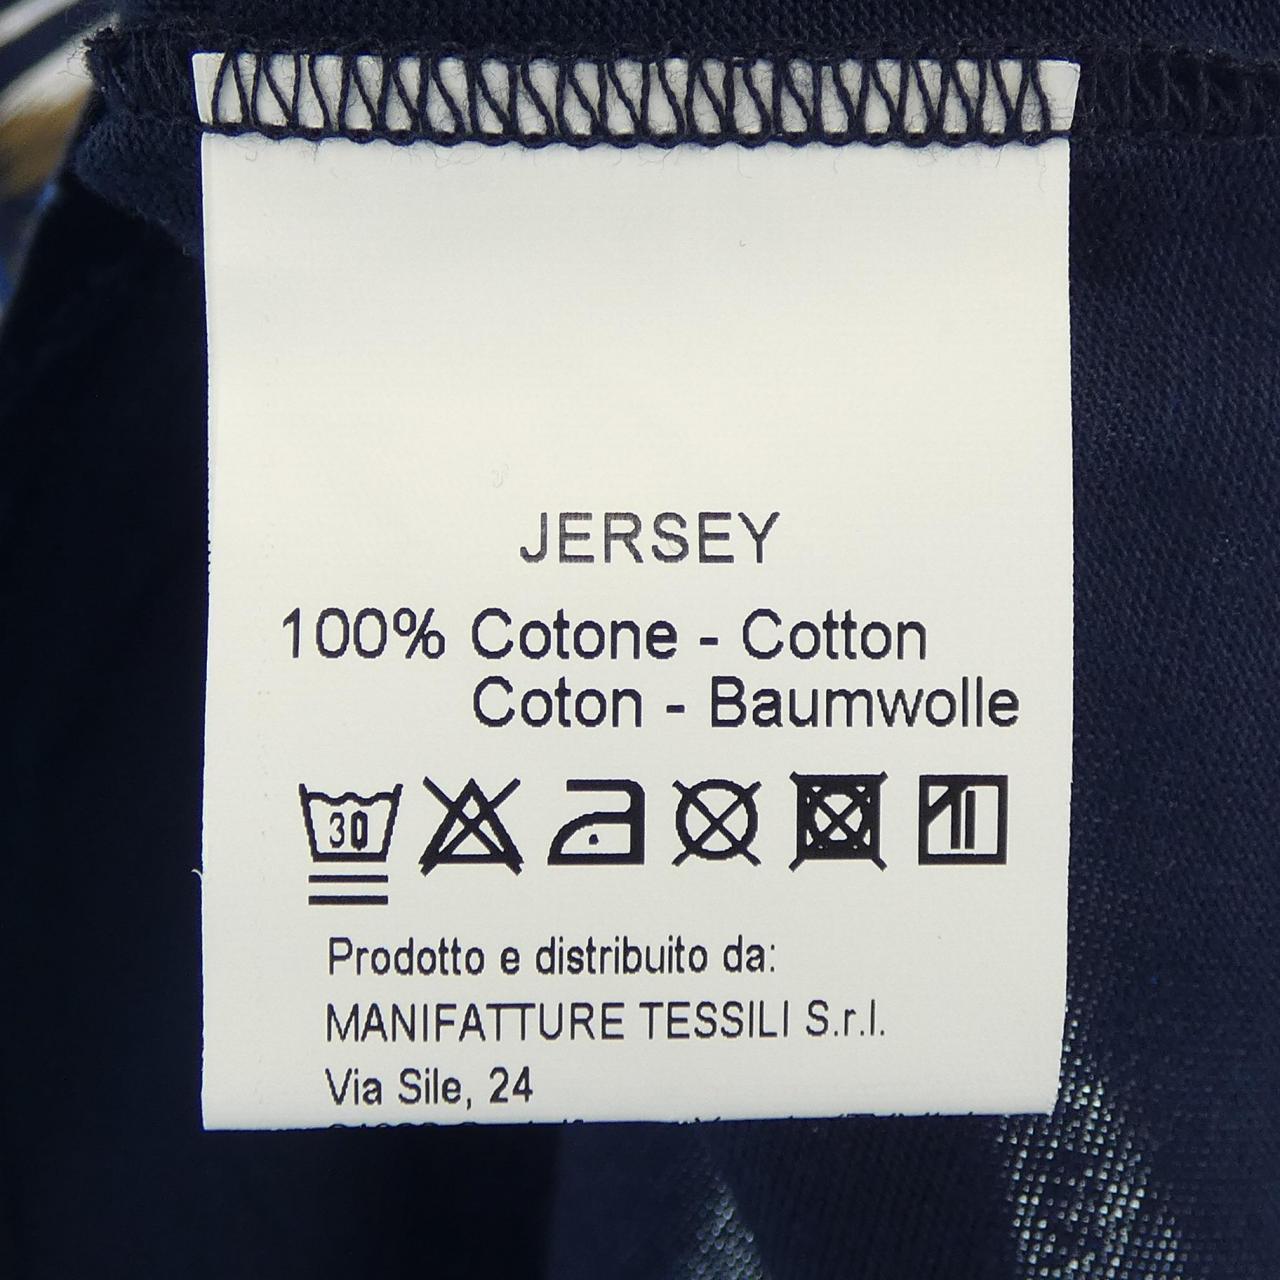 JERSEY
100% Cotone - Cotton
Coton - Baumwolle
30
Prodotto e distribuito da:
MANIFATTURE TESSILI S.r.l.
Via Sile, 24